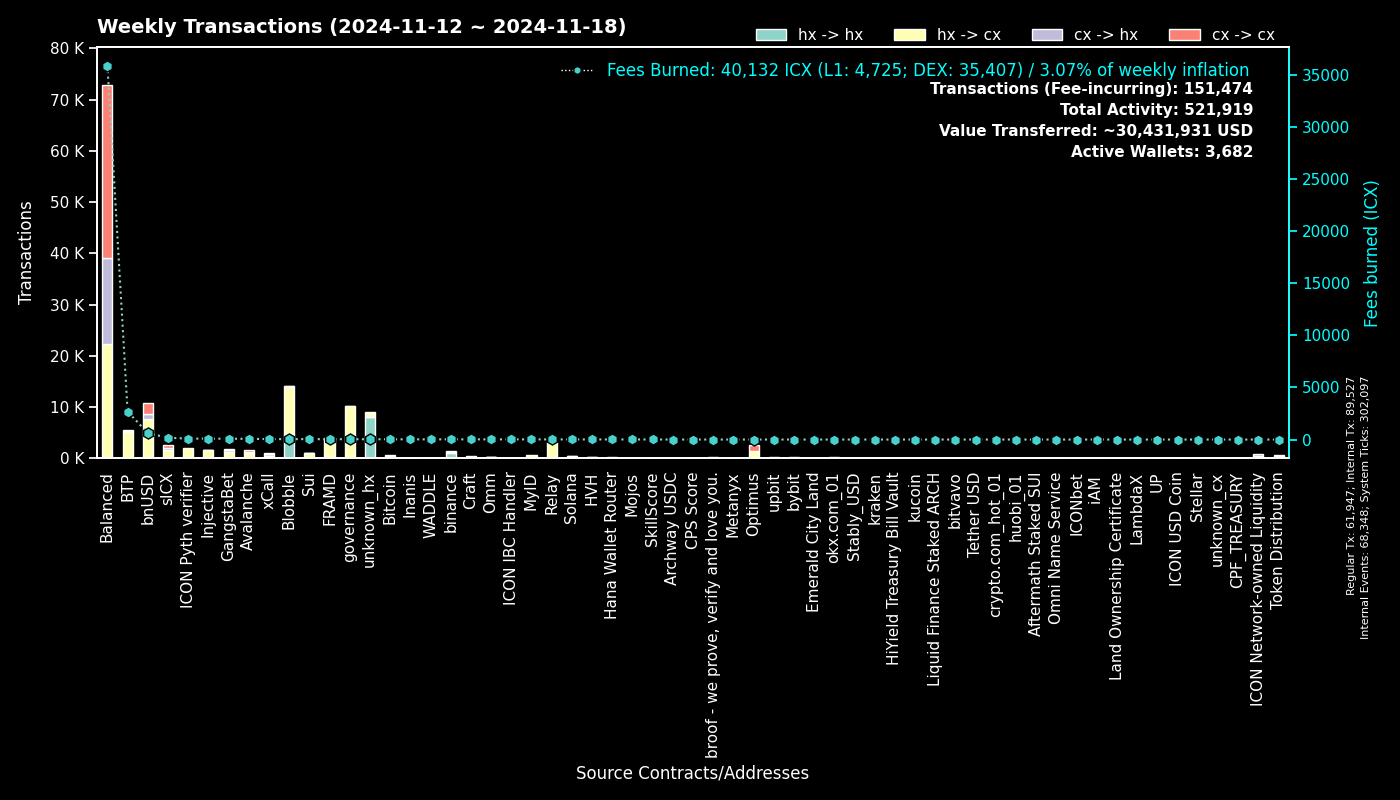 Weekly Transactions (2024-11-12 ~ 2024-11-18)
hx -> hx
hx -> cx
cx -> hx
cx -> cx
Fees Burned: 40,132 ICX (L1: 4,725; DEX: 35,407) / 3.07% of weekly inflation
Transactions (Fee-incurring): 151,474
Total Activity: 521,919
Value Transferred: ~30,431,931 USD
Active Wallets: 3,682
Transactions
80 K
70 K
60 K
50 K
40 K
30 K
20 K
10 K
0 K
35000
30000
25000
20000
15000
10000
5000
0
Fees burned (ICX)
Regular Tx: 61,947; Internal Tx: 89,527
Internal Events: 68,348; System Ticks: 302,097
Balanced
BTP
bnUSD
sICX
ICON Pyth verifier
Injective
GangstaBet
Avalanche
xCall
Blobble
Sui
FRAMD
governance
unknown_hx
Bitcoin
Inanis
WADDLE
binance
Craft
Omm
ICON IBC Handler
MyID
Relay
Solana
HVH
Hana Wallet Router
Mojos
SkillScore
Archway USDC
CPS Score
broof - we prove, verify and love you.
Metanyx
Optimus
upbit
bybit
Emerald City Land
okx.com_01
Stably_USD
kraken
HiYield Treasury Bill Vault
kucoin
Liquid Finance Staked ARCH
bitvavo
Tether USD
crypto.com_hot_01
huobi_01
Aftermath Staked SUI
Omni Name Service
ICONbet
iAM
Land Ownership Certificate
LambdaX
UP
ICON USD Coin
Stellar
unknown_cx
CPF_TREASURY
ICON Network-owned Liquidity
Token Distribution
Source Contracts/Addresses